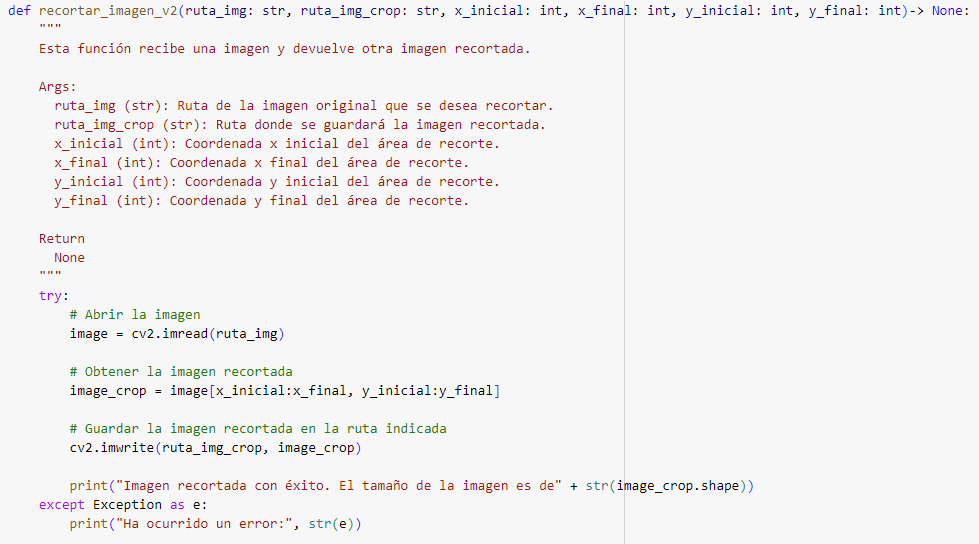 def recortar_imagen_v2(ruta_img: str, ruta_img_crop: str, x_inicial: int, x_final: int, y_inicial: int, y_final: int)-> None:
    """
    Esta función recibe una imagen y devuelve otra imagen recortada.

    Args:
      ruta_img (str): Ruta de la imagen original que se desea recortar.
      ruta_img_crop (str): Ruta donde se guardará la imagen recortada.
      x_inicial (int): Coordenada x inicial del área de recorte.
      x_final (int): Coordenada x final del área de recorte.
      y_inicial (int): Coordenada y inicial del área de recorte.
      y_final (int): Coordenada y final del área de recorte.

    Return
      None
    """
    try:
        # Abrir la imagen
        image = cv2.imread(ruta_img)

        # Obtener la imagen recortada
        image_crop = image[x_inicial:x_final, y_inicial:y_final]

        # Guardar la imagen recortada en la ruta indicada
        cv2.imwrite(ruta_img_crop, image_crop)

        print("Imagen recortada con éxito. El tamaño de la imagen es de" + str(image_crop.shape))
    except Exception as e:
        print("Ha ocurrido un error:", str(e))